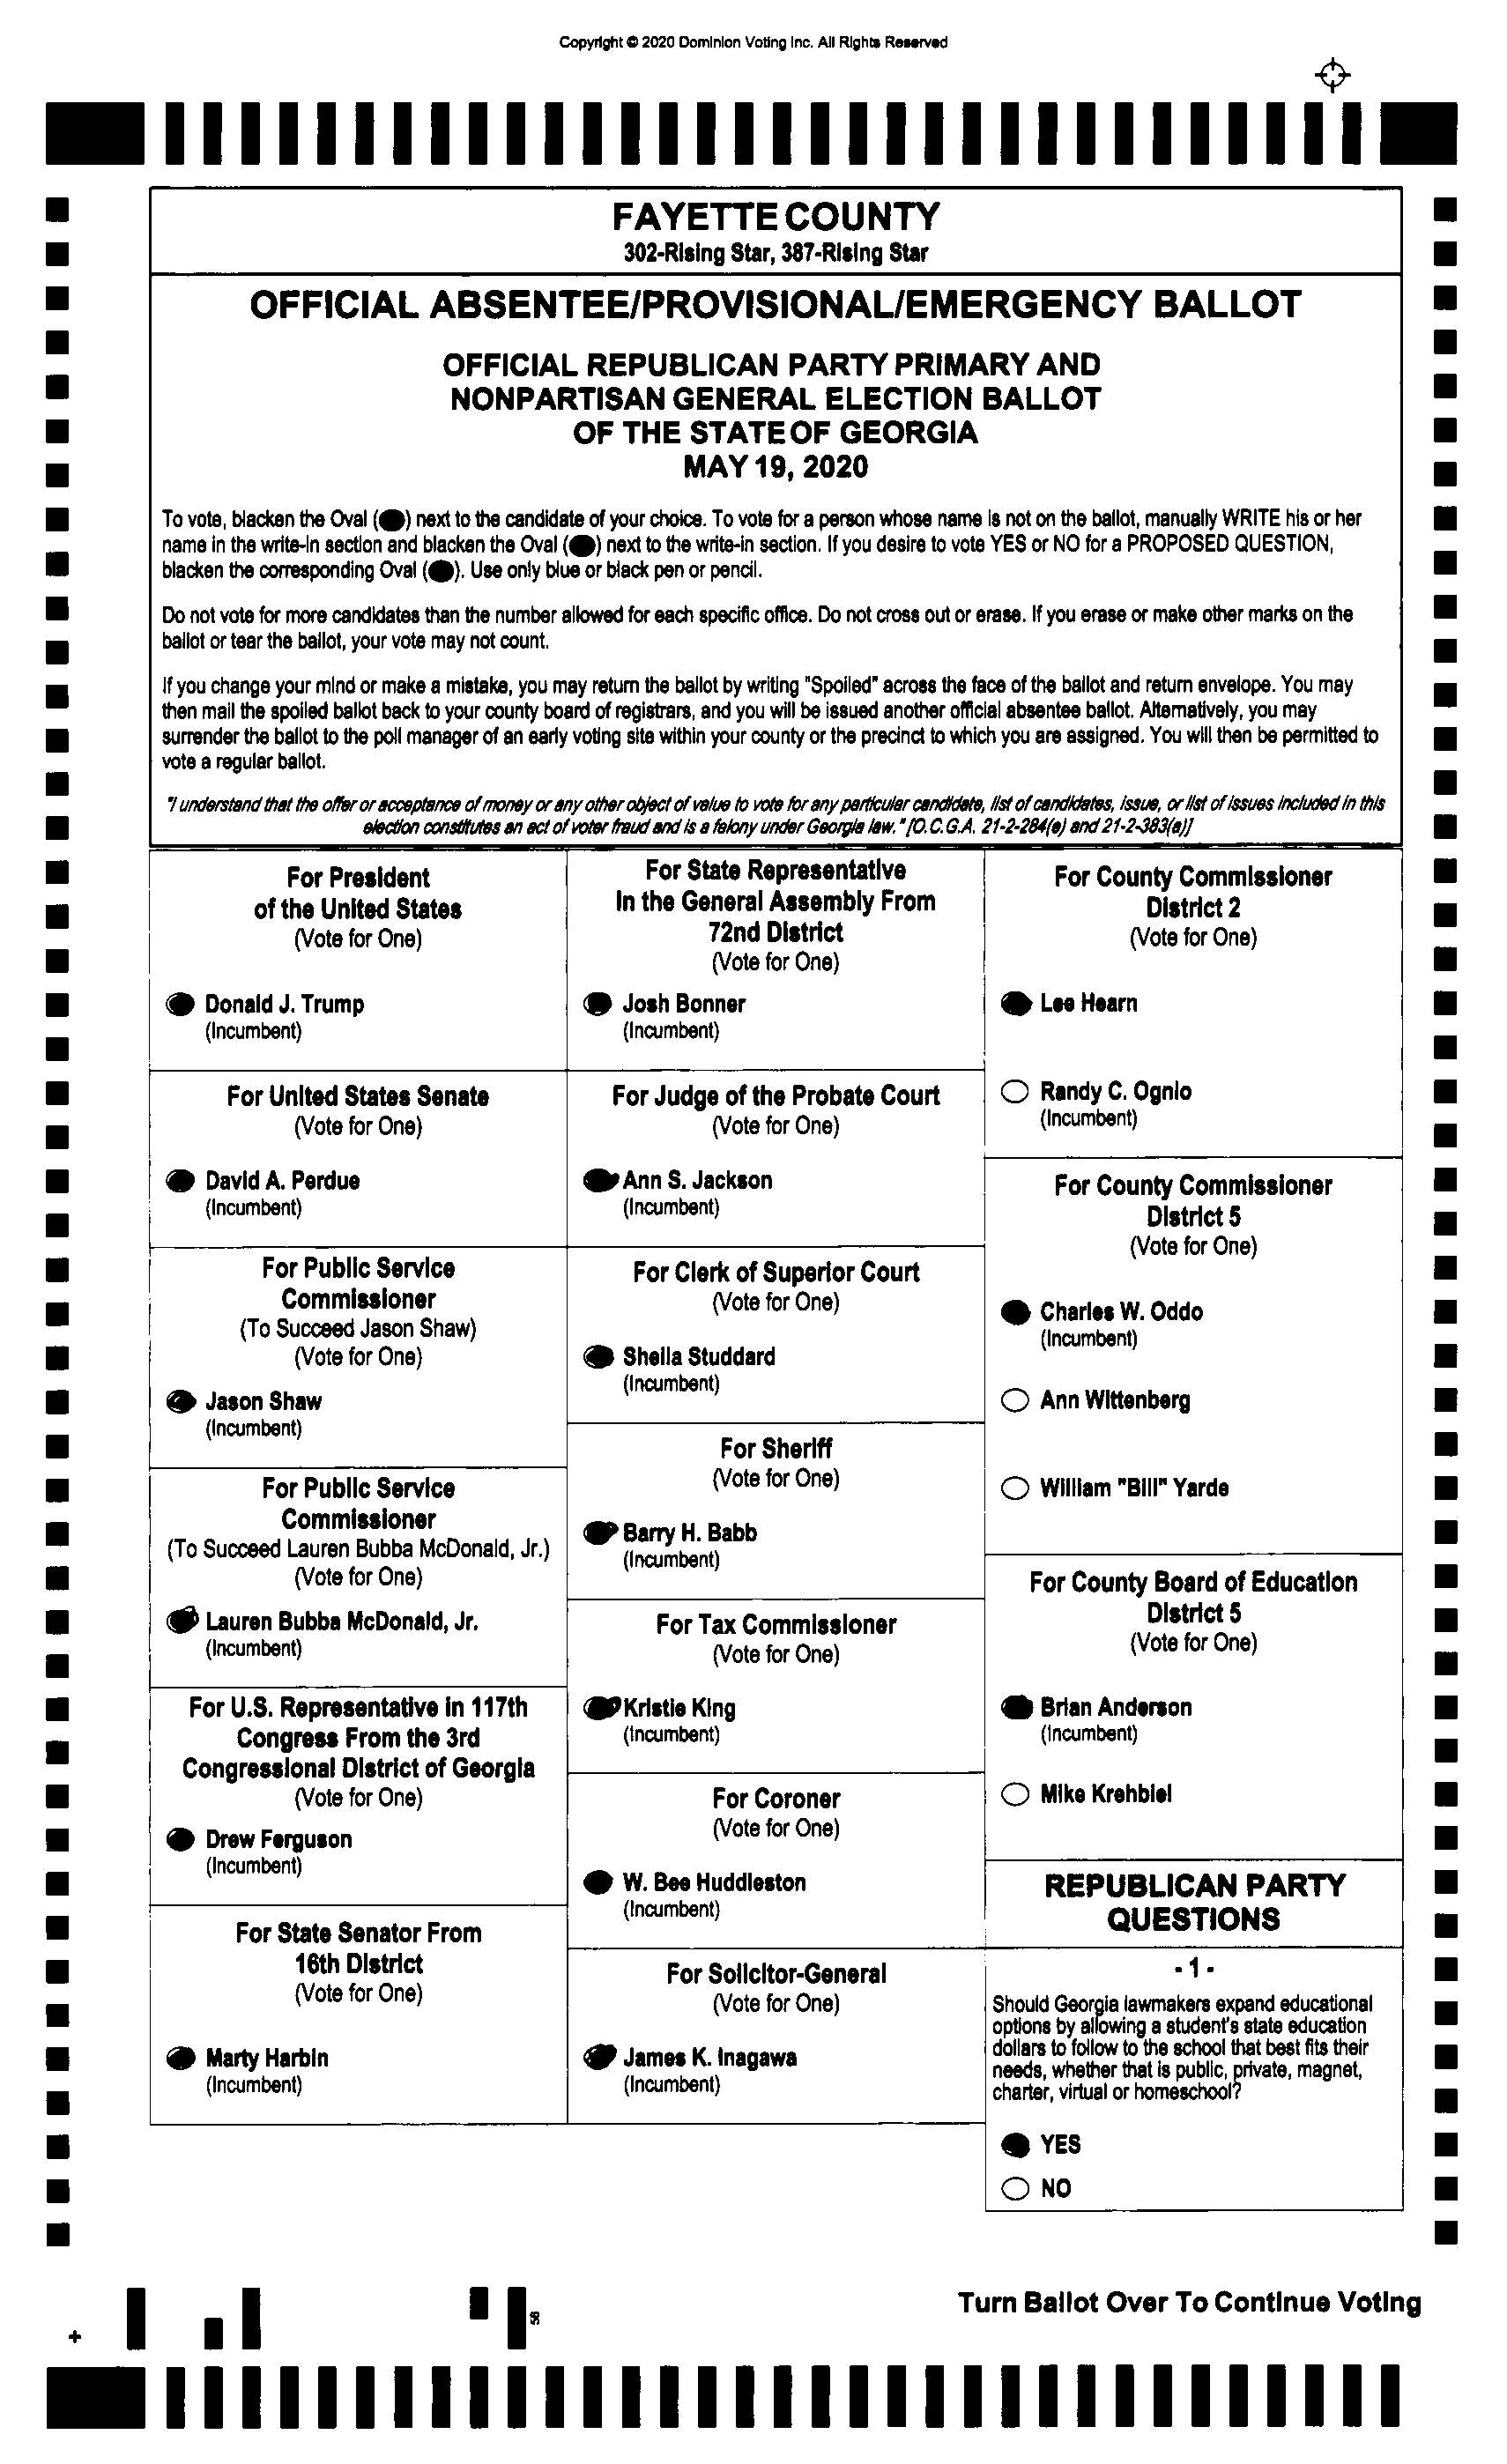 Copyright © 2020 Dominion Voting Inc. All Rights Reserved
FAYETTE COUNTY
302-Rising Star, 387-Rising Star
OFFICIAL ABSENTEE/PROVISIONAL/EMERGENCY BALLOT
OFFICIAL REPUBLICAN PARTY PRIMARY AND
NONPARTISAN GENERAL ELECTION BALLOT
OF THE STATE OF GEORGIA
MAY 19, 2020
To vote, blacken the Oval (●) next to the candidate of your choice. To vote for a person whose name is not on the ballot, manually WRITE his or her
name in the write-in section and blacken the Oval (●) next to the write-in section. If you desire to vote YES or NO for a PROPOSED QUESTION,
blacken the corresponding Oval (●). Use only blue or black pen or pencil.
Do not vote for more candidates than the number allowed for each specific office. Do not cross out or erase. If you erase or make other marks on the
ballot or tear the ballot, your vote may not count.
If you change your mind or make a mistake, you may return the ballot by writing "Spoiled" across the face of the ballot and return envelope. You may
then mail the spoiled ballot back to your county board of registrars, and you will be issued another official absentee ballot. Alternatively, you may
surrender the ballot to the poll manager of an early voting site within your county or the precinct to which you are assigned. You will then be permitted to
vote a regular ballot.
"I understand that the offer or acceptance of money or any other object of value to vote for any particular candidate, list of candidates, issue, or list of issues included in this
election constitutes an act of voter fraud and is a felony under Georgia law." [O.C.G.A. 21-2-284(e) and 21-2-383(a)]
For President
of the United States
(Vote for One)
Donald J. Trump
(Incumbent)
For United States Senate
(Vote for One)
David A. Perdue
(Incumbent)
For Public Service
Commissioner
(To Succeed Jason Shaw)
(Vote for One)
Jason Shaw
(Incumbent)
For Public Service
Commissioner
(To Succeed Lauren Bubba McDonald, Jr.)
(Vote for One)
Lauren Bubba McDonald, Jr.
(Incumbent)
For U.S. Representative in 117th
Congress From the 3rd
Congressional District of Georgia
(Vote for One)
Drew Ferguson
(Incumbent)
For State Senator From
16th District
(Vote for One)
Marty Harbin
(Incumbent)
For State Representative
In the General Assembly From
72nd District
(Vote for One)
Josh Bonner
(Incumbent)
For Judge of the Probate Court
(Vote for One)
Ann S. Jackson
(Incumbent)
For Clerk of Superior Court
(Vote for One)
Sheila Studdard
(Incumbent)
For Sheriff
(Vote for One)
Barry H. Babb
(Incumbent)
For Tax Commissioner
(Vote for One)
Kristie King
(Incumbent)
For Coroner
(Vote for One)
W. Bee Huddleston
(Incumbent)
For Solicitor-General
(Vote for One)
James K. Inagawa
(Incumbent)
For County Commissioner
District 2
(Vote for One)
Lee Hearn
Randy C. Ognio
(Incumbent)
For County Commissioner
District 5
(Vote for One)
Charles W. Oddo
(Incumbent)
Ann Wittenberg
William "Bill" Yarde
For County Board of Education
District 5
(Vote for One)
Brian Anderson
(Incumbent)
Mike Krehbiel
REPUBLICAN PARTY
QUESTIONS
- 1 -
Should Georgia lawmakers expand educational
options by allowing a student's state education
dollars to follow to the school that best fits their
needs, whether that is public, private, magnet,
charter, virtual or homeschool?
YES
NO
Turn Ballot Over To Continue Voting